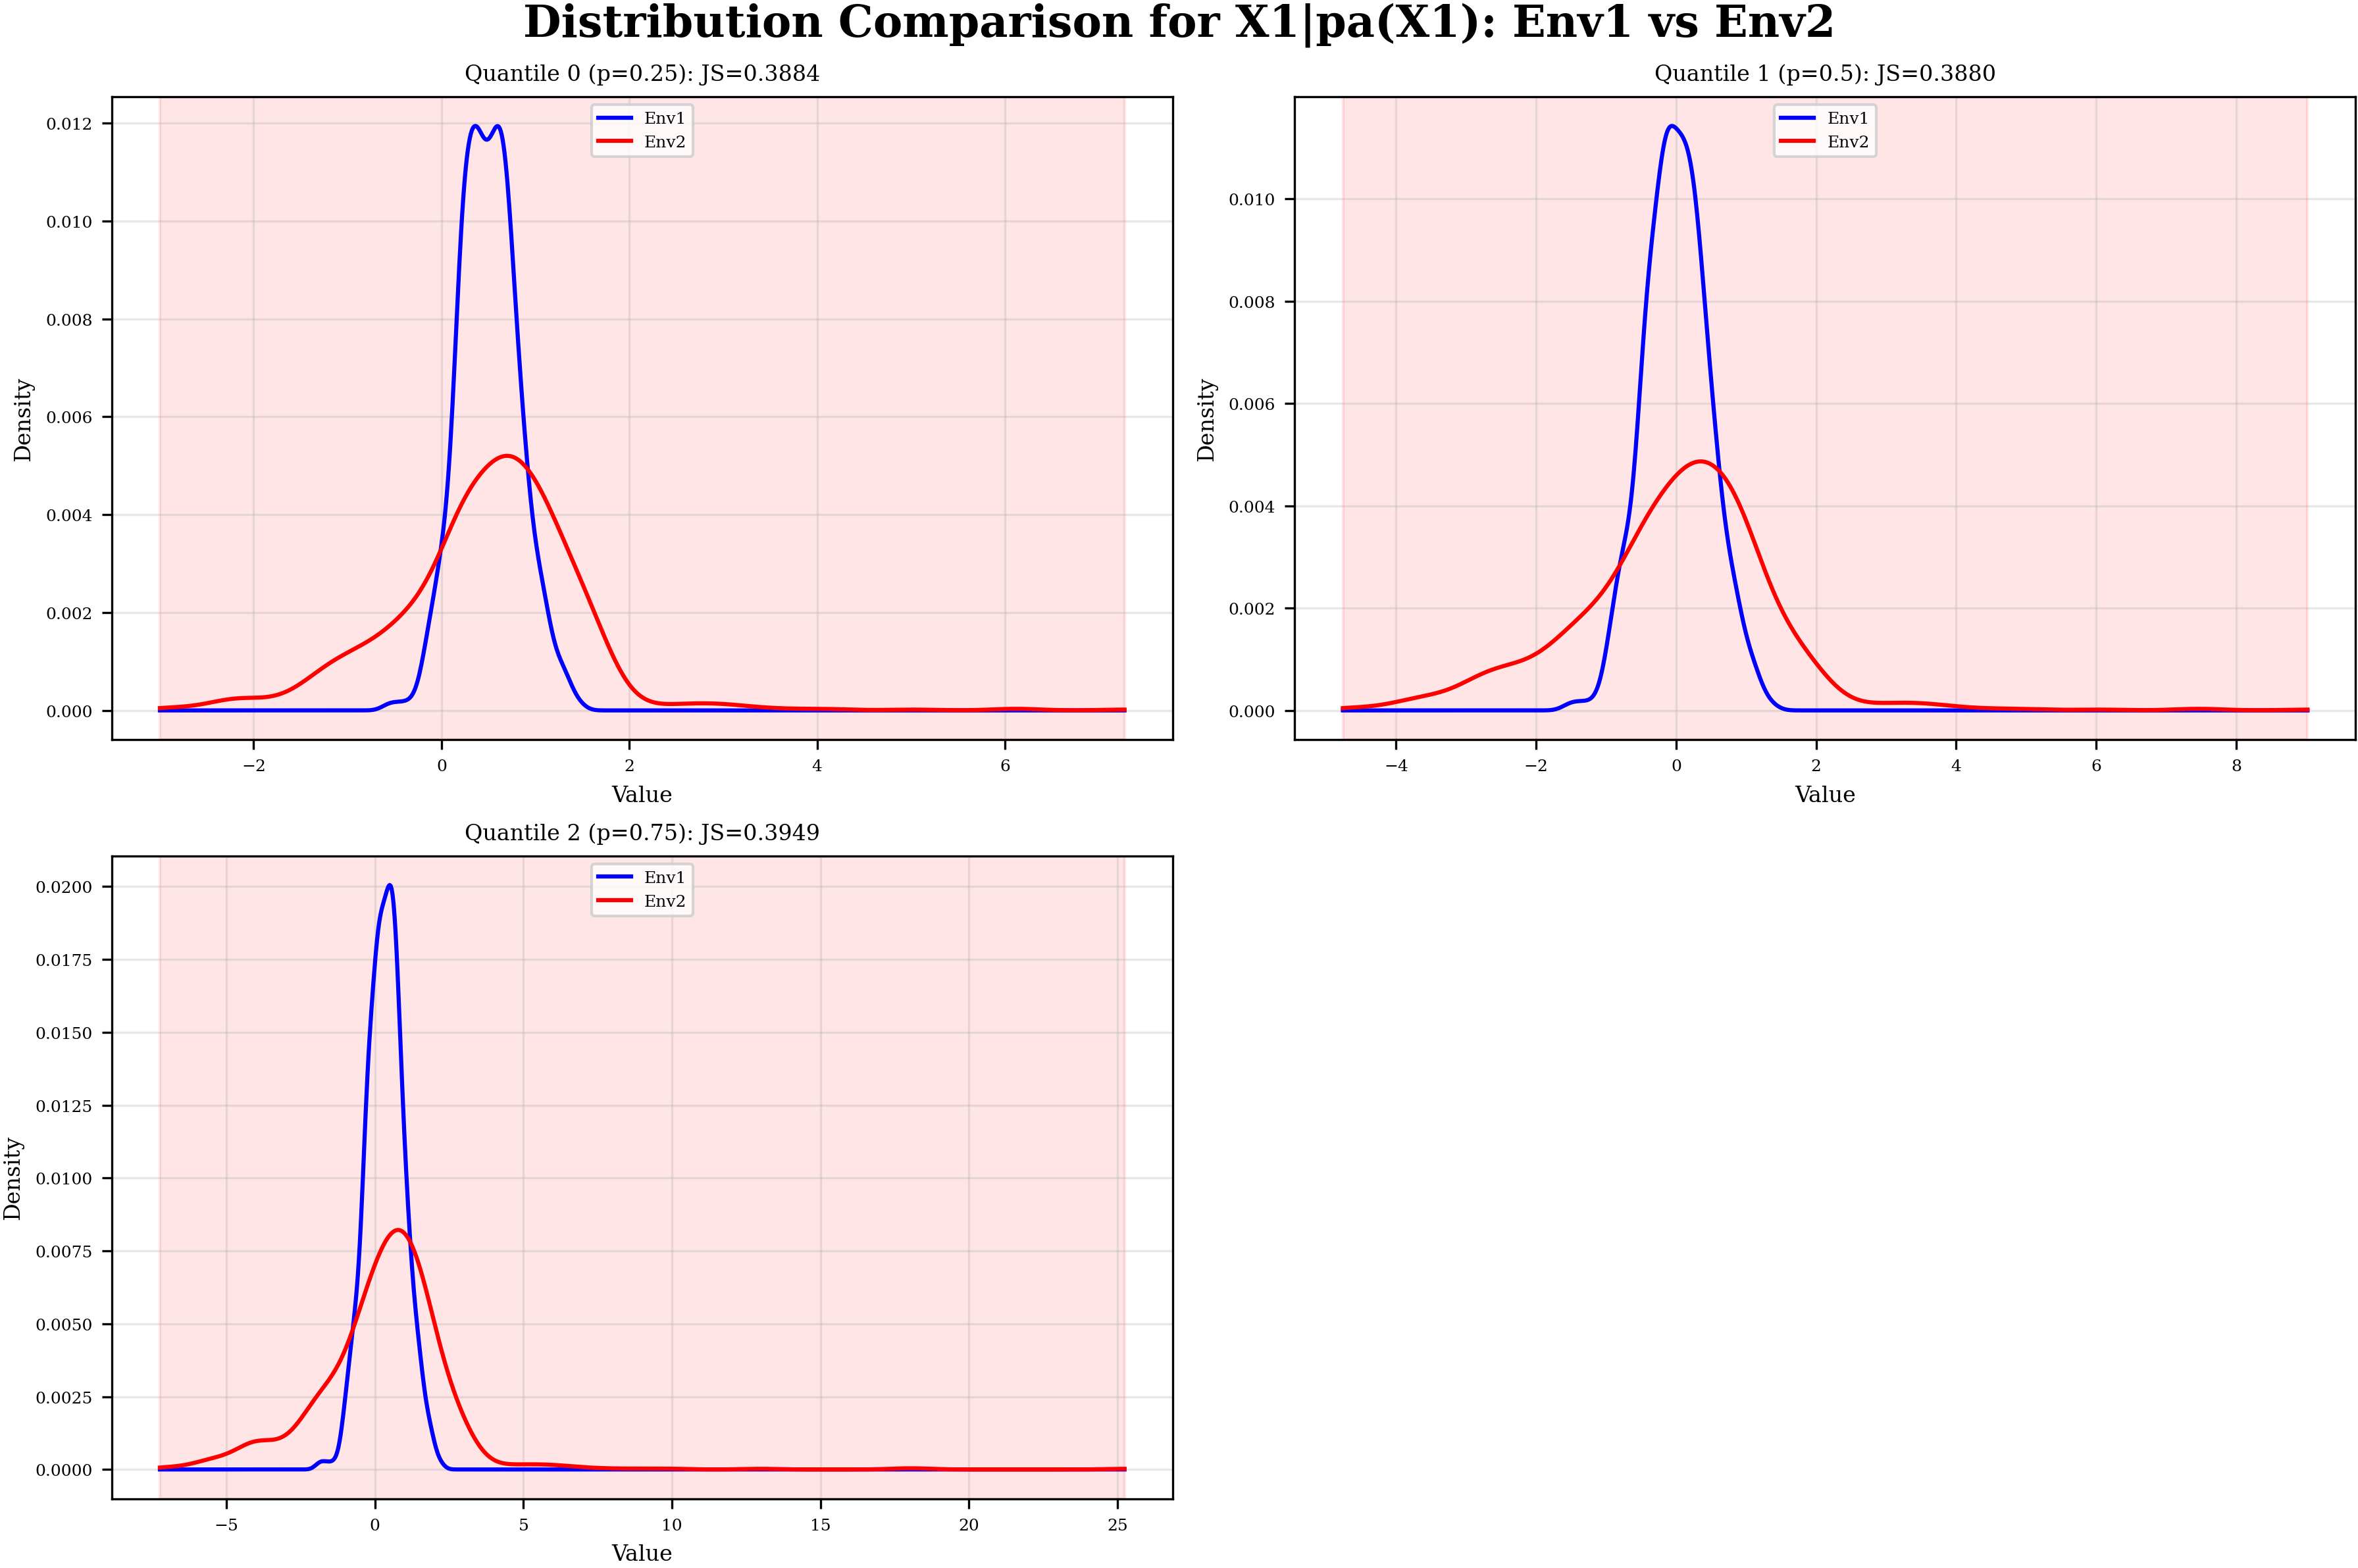 Distribution Comparison for X1|pa(X1): Env1 vs Env2
Quantile 0 (p=0.25): JS=0.3884
Env1
Env2
0.012
0.010
0.008
0.006
0.004
0.002
0.000
Density
−2
0
2
4
6
Value
Quantile 1 (p=0.5): JS=0.3880
Env1
Env2
0.010
0.008
0.006
0.004
0.002
0.000
Density
−4
−2
0
2
4
6
8
Value
Quantile 2 (p=0.75): JS=0.3949
Env1
Env2
0.0200
0.0175
0.0150
0.0125
0.0100
0.0075
0.0050
0.0025
0.0000
Density
−5
0
5
10
15
20
25
Value